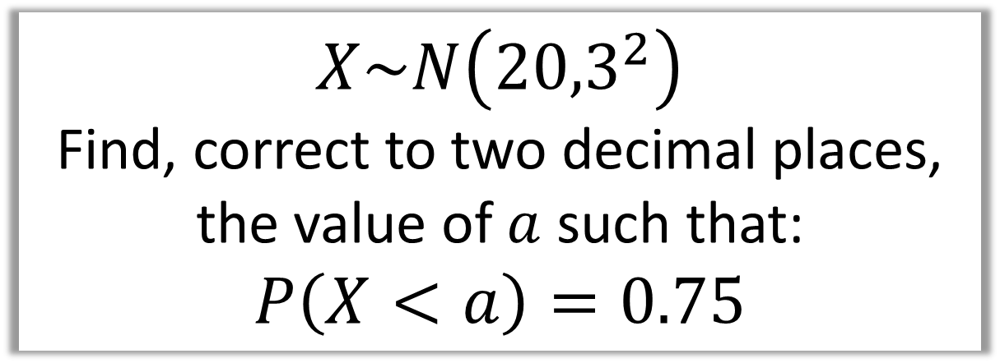 X~N(20,3²)
Find, correct to two decimal places,
the value of a such that:
P(X < a) = 0.75